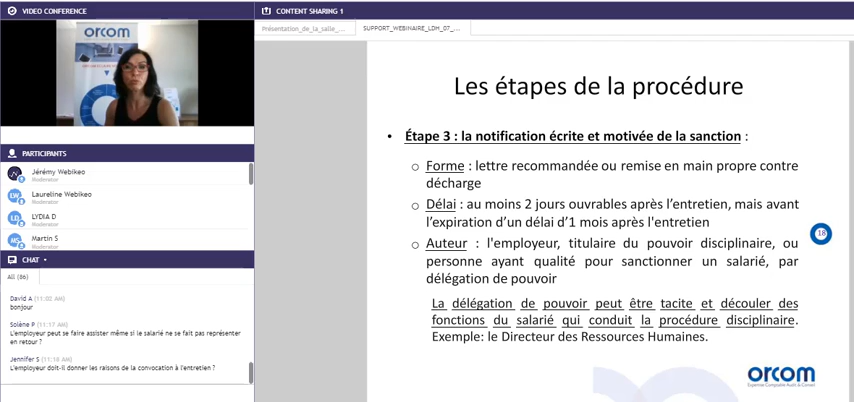 VIDEO CONFERENCE
orcom
PARTICIPANTS
Jérémy Webikeo
Moderator
LW
Laureline Webikeo
Moderator
LD
LYDIA D
Moderator
MS
Martin S
Moderator
CHAT
All (86)
David A (11:02 AM)
bonjour
Solène P (11:17 AM)
L'employeur peut se faire assister même si le salarié ne se fait pas représenter
en retour ?
Jennifer S (11:18 AM)
L'employeur doit-il donner les raisons de la convocation à l'entretien ?
CONTENT SHARING 1
Présentation_de_la_salle_...
SUPPORT_WEBINAIRE_LDH_07_...
Les étapes de la procédure
• Étape 3 : la notification écrite et motivée de la sanction :
o Forme : lettre recommandée ou remise en main propre contre
décharge
o Délai : au moins 2 jours ouvrables après l'entretien, mais avant
l'expiration d'un délai d'1 mois après l'entretien
o Auteur : l'employeur, titulaire du pouvoir disciplinaire, ou
personne ayant qualité pour sanctionner un salarié, par
délégation de pouvoir
La délégation de pouvoir peut être tacite et découler des
fonctions du salarié qui conduit la procédure disciplinaire.
Exemple: le Directeur des Ressources Humaines.
18
orcom
Expertise Comptable Audit & Conseil